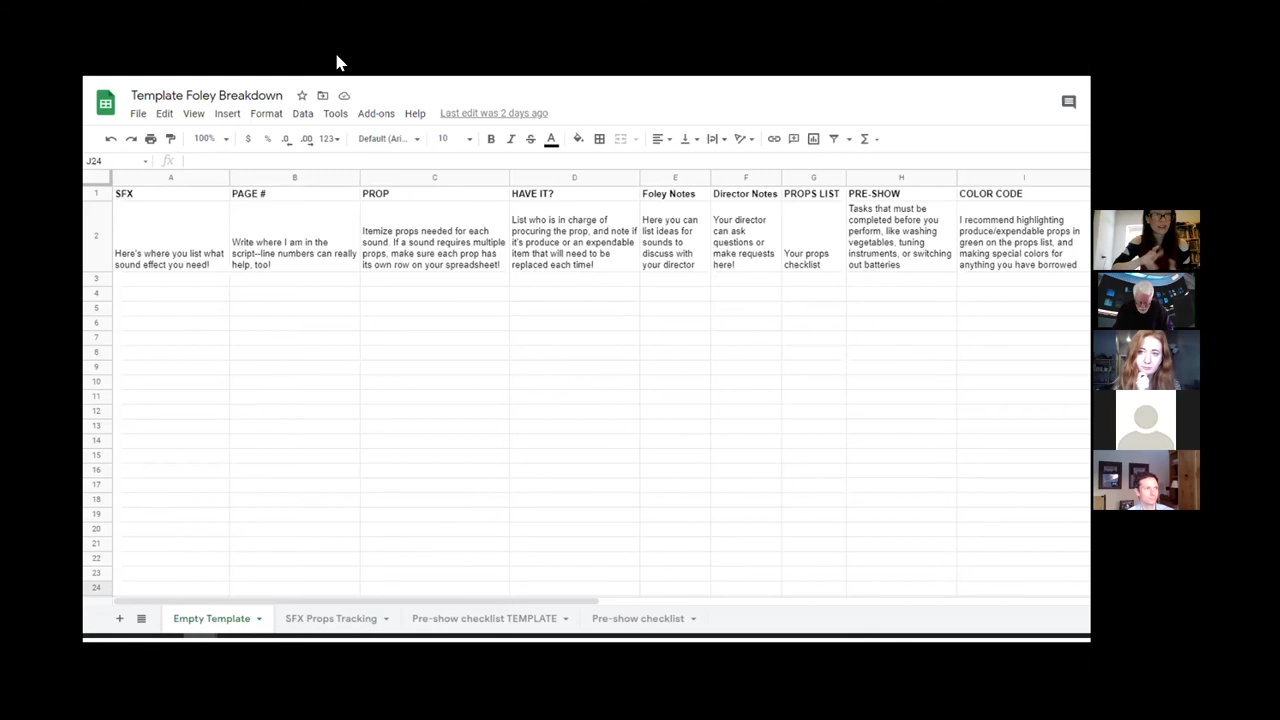 Template Foley Breakdown
File Edit View Insert Format Data Tools Add-ons Help Last edit was 2 days ago
100% $ % .0 .00 123 Default (Ari... 10 B I S A
J24 fx
A B C D E F G H I
1 SFX PAGE # PROP HAVE IT? Foley Notes Director Notes PROPS LIST PRE-SHOW COLOR CODE
2
Here's where you list what
sound effect you need!
Write where I am in the
script--line numbers can really
help, too!
Itemize props needed for each
sound. If a sound requires multiple
props, make sure each prop has
its own row on your spreadsheet!
List who is in charge of
procuring the prop, and note if
it's produce or an expendable
item that will need to be
replaced each time!
Here you can
list ideas for
sounds to
discuss with
your director
Your director
can ask
questions or
make requests
here!
Your props
checklist
Tasks that must be
completed before you
perform, like washing
vegetables, tuning
instruments, or switching
out batteries
I recommend highlighting
produce/expendable props in
green on the props list, and
making special colors for
anything you have borrowed
3
4
5
6
7
8
9
10
11
12
13
14
15
16
17
18
19
20
21
22
23
24
+ Empty Template SFX Props Tracking Pre-show checklist TEMPLATE Pre-show checklist